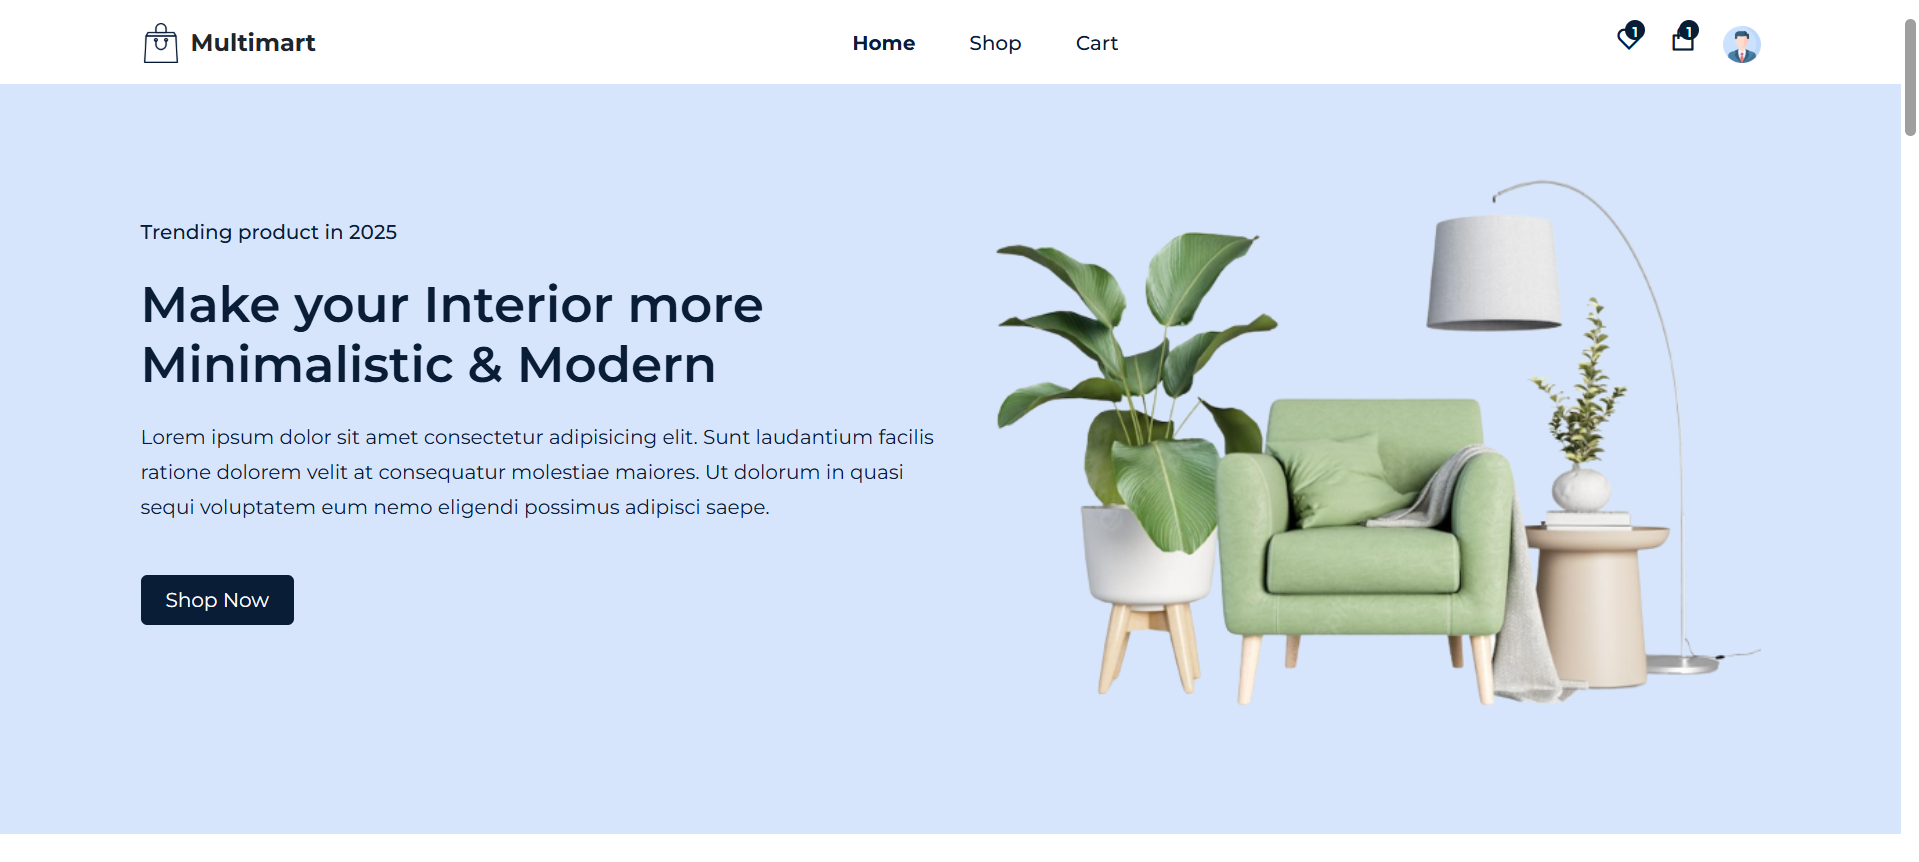 Multimart
Home
Shop
Cart
1
1
Trending product in 2025
Make your Interior more
Minimalistic & Modern
Lorem ipsum dolor sit amet consectetur adipisicing elit. Sunt laudantium facilis
ratione dolorem velit at consequatur molestiae maiores. Ut dolorum in quasi
sequi voluptatem eum nemo eligendi possimus adipisci saepe.
Shop Now